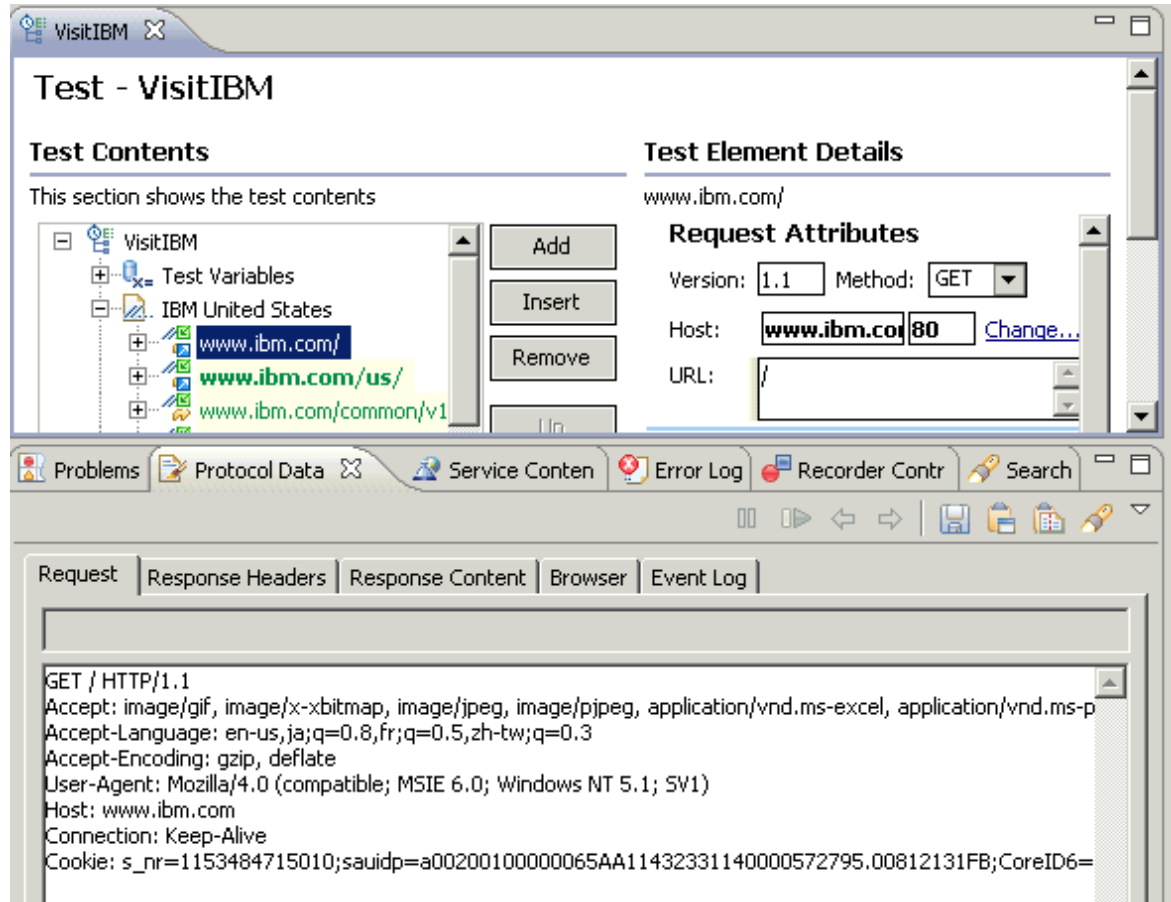 VisitIBM
Test - VisitIBM
Test Contents
This section shows the test contents
VisitIBM
Test Variables
IBM United States
www.ibm.com/
www.ibm.com/us/
www.ibm.com/common/v1
Add
Insert
Remove
Up
Test Element Details
www.ibm.com/
Request Attributes
Version: 1.1 Method: GET
Host: www.ibm.co 80 Change...
URL: /
Problems Protocol Data Service Conten Error Log Recorder Contr Search
Request Response Headers Response Content Browser Event Log
GET / HTTP/1.1
Accept: image/gif, image/x-xbitmap, image/jpeg, image/pjpeg, application/vnd.ms-excel, application/vnd.ms-p
Accept-Language: en-us,ja;q=0.8,fr;q=0.5,zh-tw;q=0.3
Accept-Encoding: gzip, deflate
User-Agent: Mozilla/4.0 (compatible; MSIE 6.0; Windows NT 5.1; SV1)
Host: www.ibm.com
Connection: Keep-Alive
Cookie: s_nr=1153484715010;sauidp=a00200100000065AA11432331140000572795.00812131FB;CoreID6=